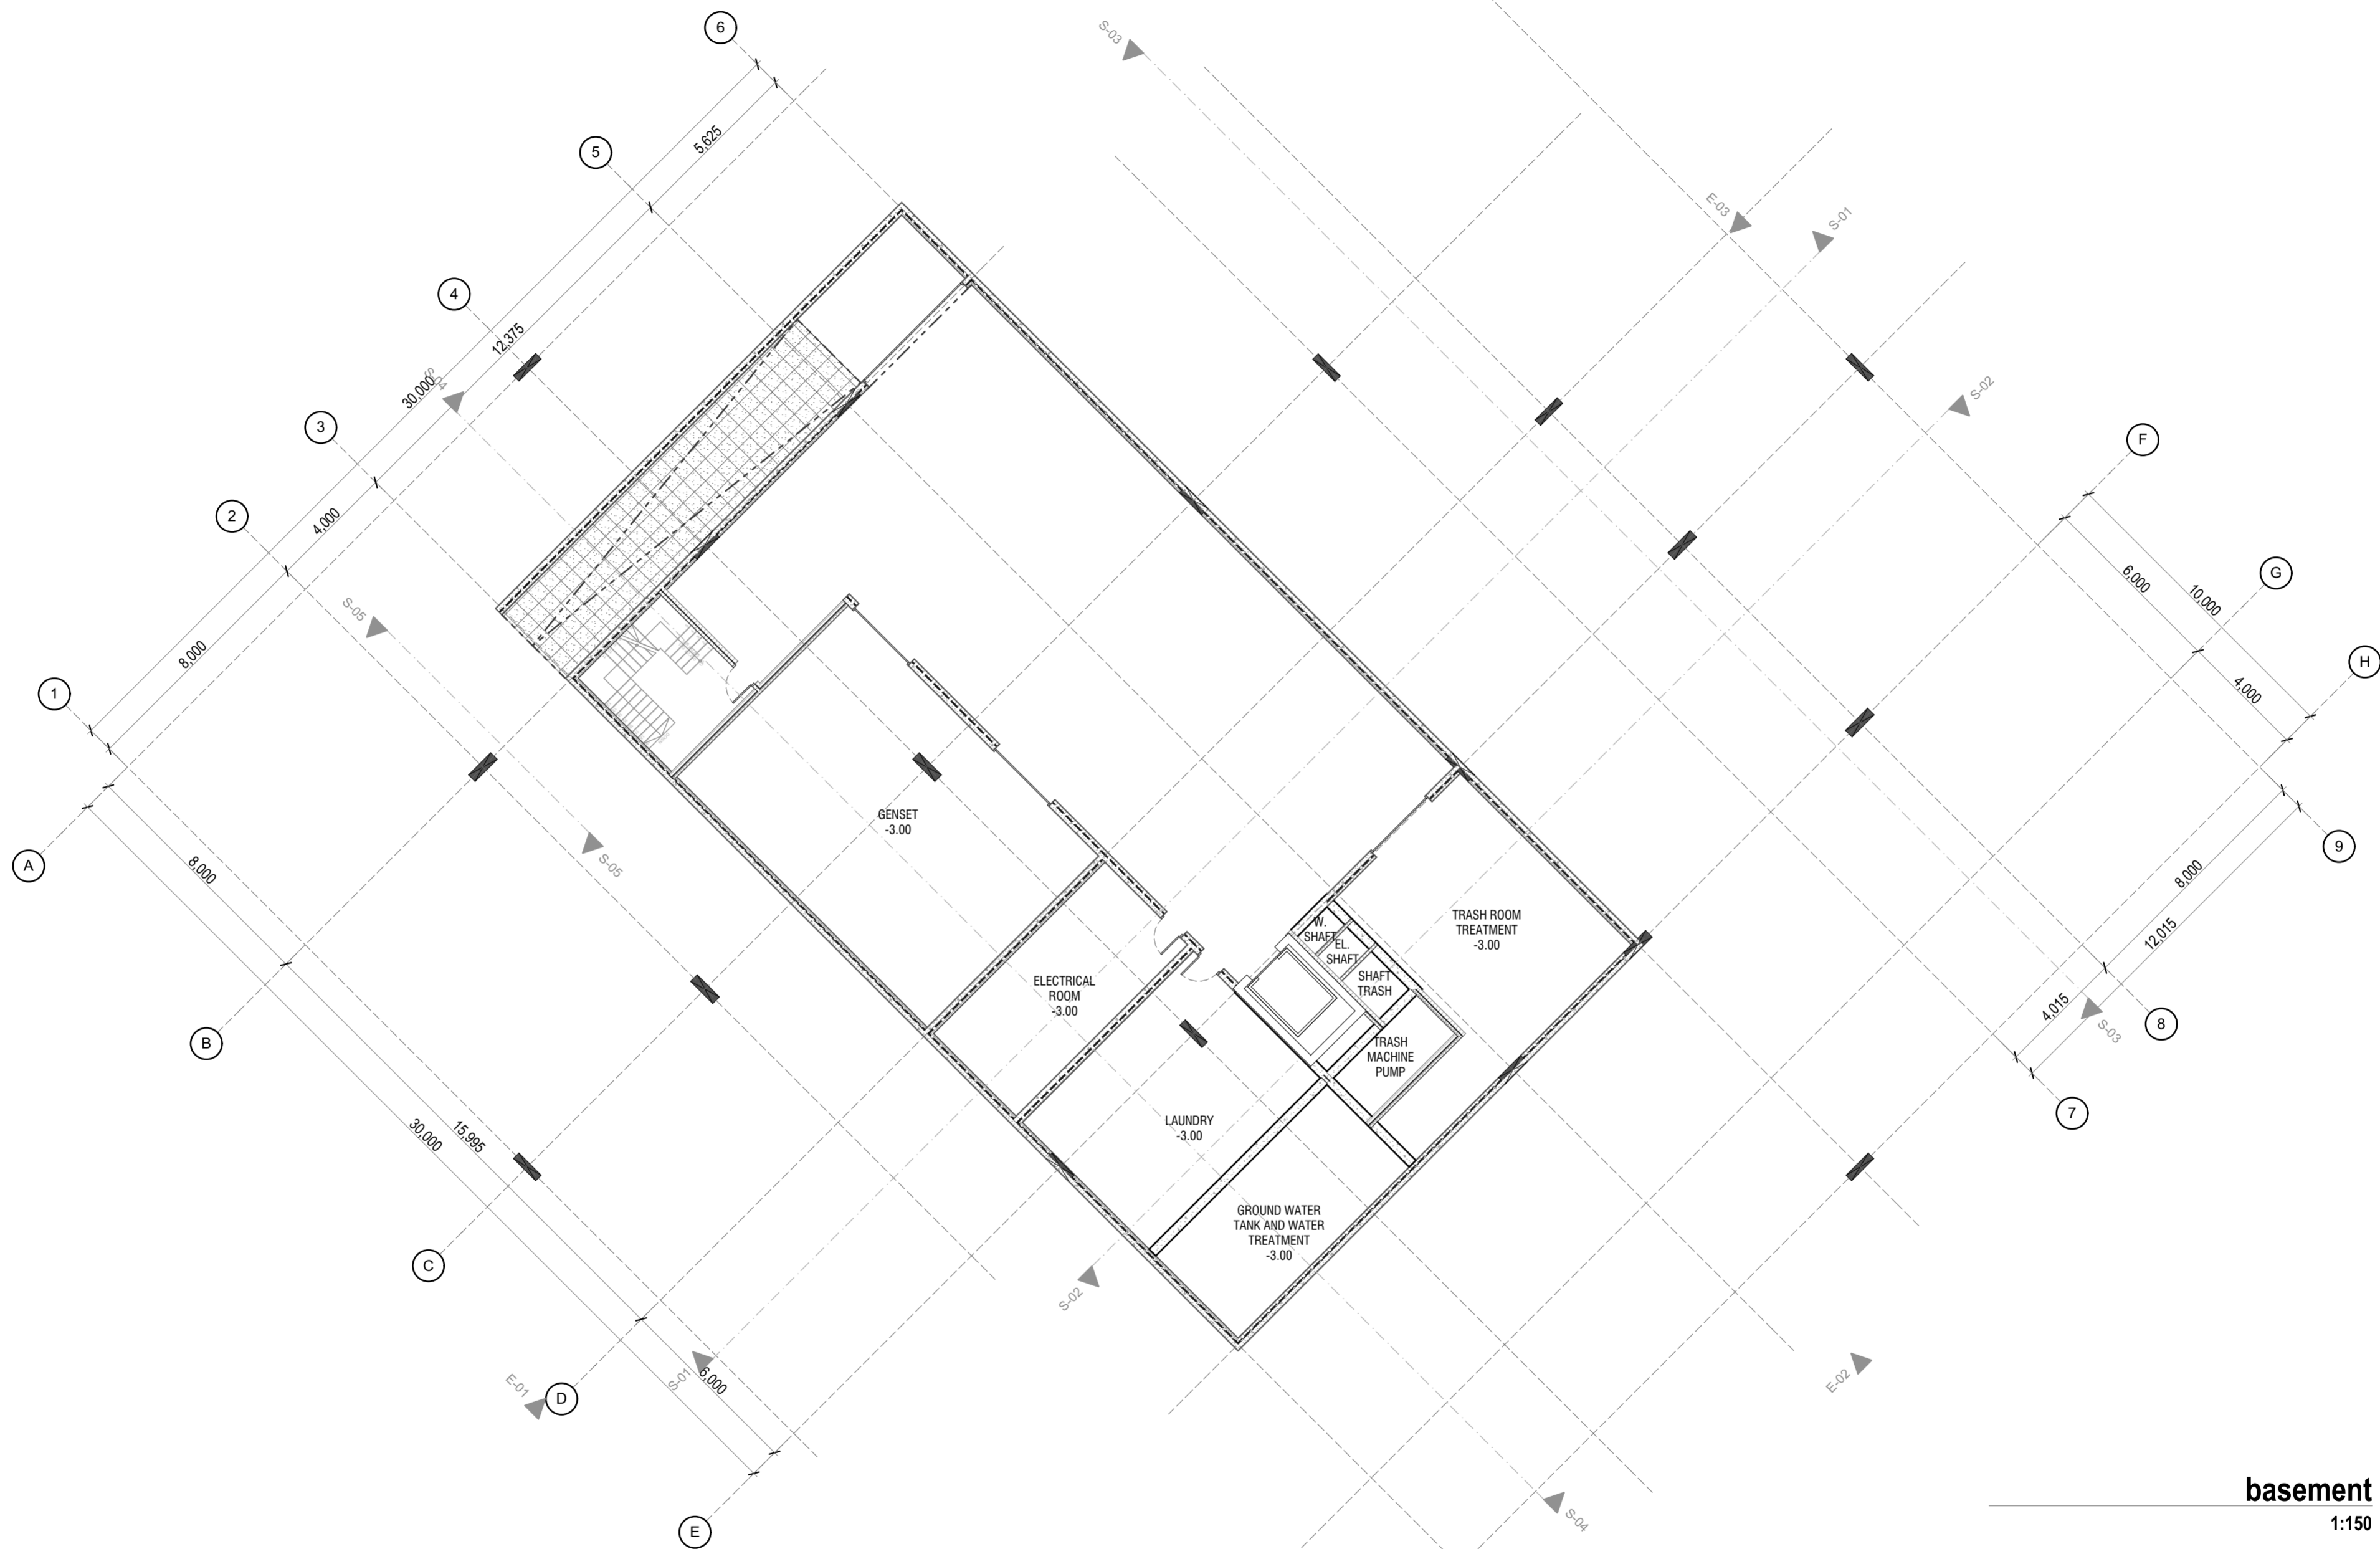 6
S-03
5
5,625
E-03
S-01
4
12,375
S-04
30,000
S-02
3
F
2
4,000
G
6,000
10,000
S-05
8,000
H
1
4,000
GENSET
-3.00
9
A
S-05
8,000
8,000
W.
SHAFT
EL.
SHAFT
SHAFT
TRASH
TRASH ROOM
TREATMENT
-3.00
12,015
ELECTRICAL
ROOM
-3.00
4,015
8
S-03
B
TRASH
MACHINE
PUMP
7
30,000
15,995
LAUNDRY
-3.00
GROUND WATER
TANK AND WATER
TREATMENT
-3.00
C
S-02
S-01
6,000
E-01
D
E-02
E
S-04
basement
1:150